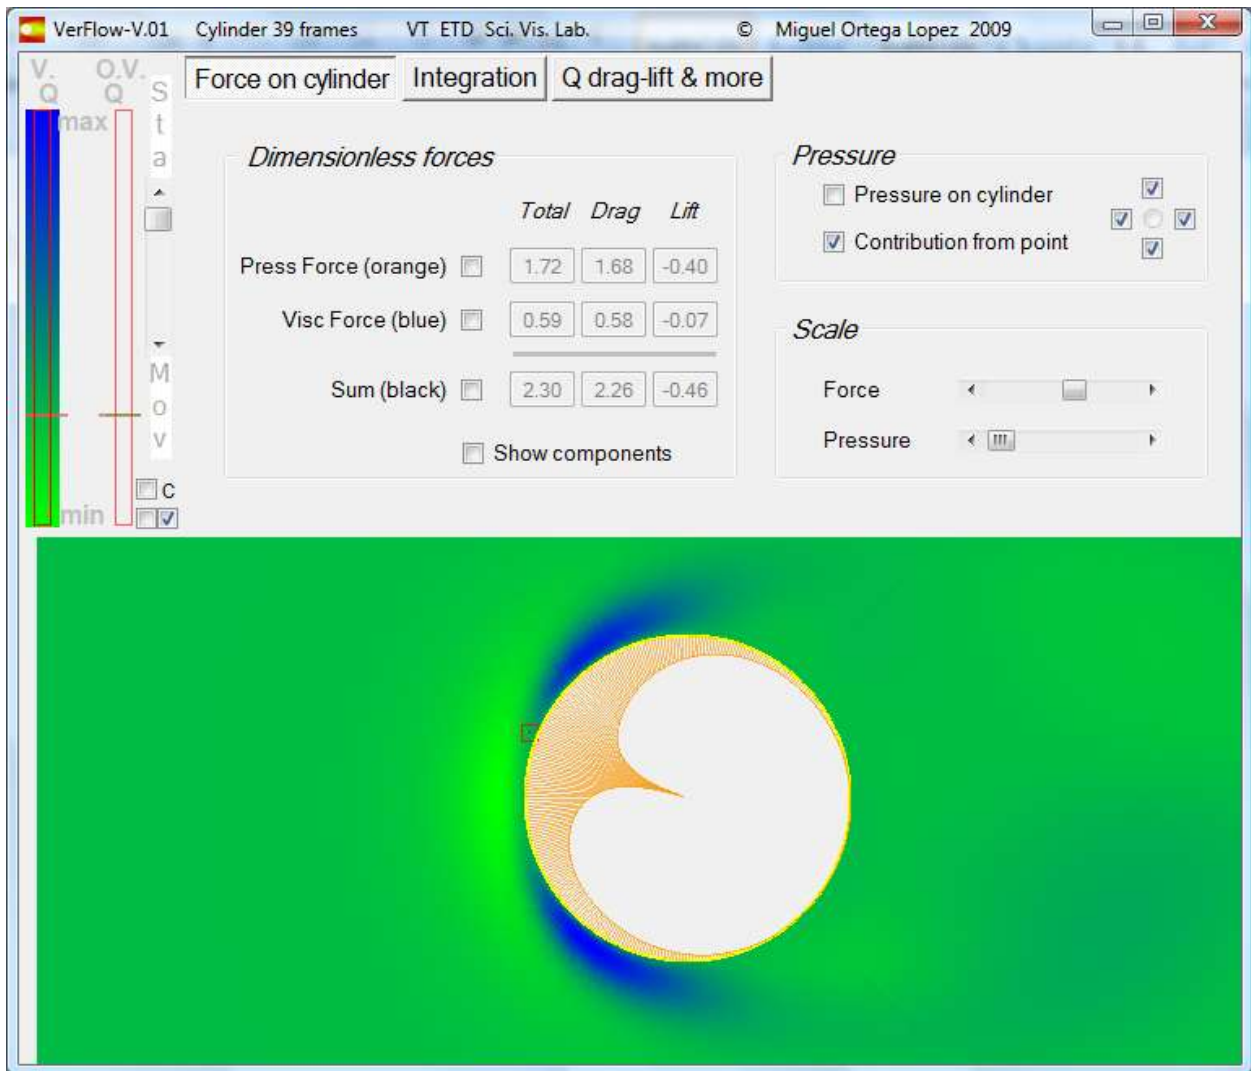 VerFlow-V.01 Cylinder 39 frames VT ETD Sci. Vis. Lab. © Miguel Ortega Lopez 2009
V. O.V.
Q Q
max
min
Sta
Mov
C
Force on cylinder Integration Q drag-lift & more
Dimensionless forces
Total Drag Lift
Press Force (orange) 1.72 1.68 -0.40
Visc Force (blue) 0.59 0.58 -0.07
Sum (black) 2.30 2.26 -0.46
Show components
Pressure
Pressure on cylinder
Contribution from point
Scale
Force
Pressure